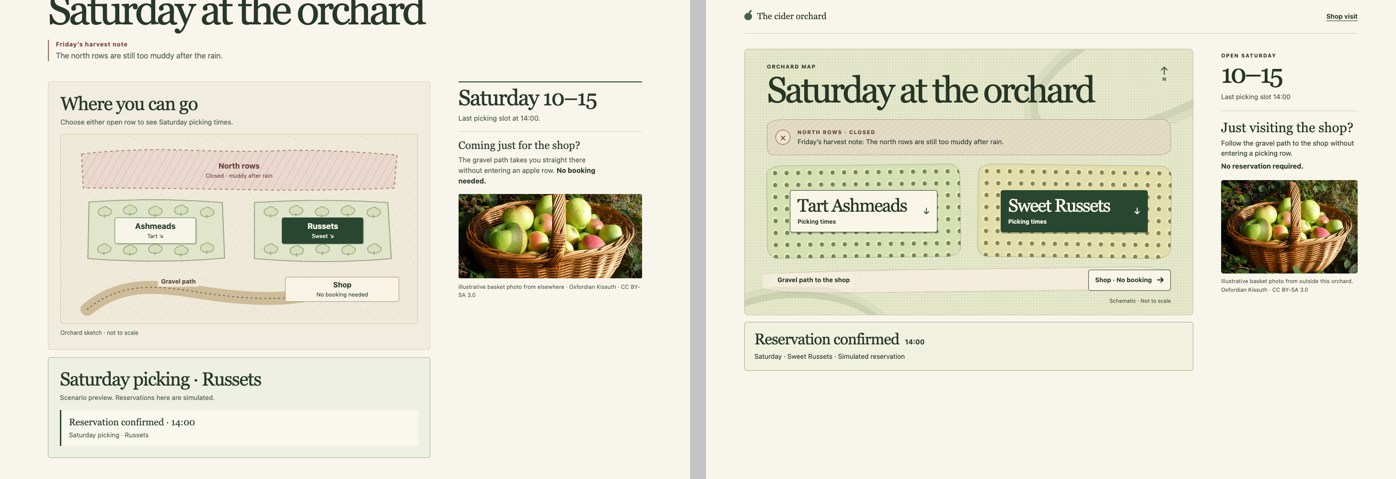 Saturday at the orchard
Friday's harvest note
The north rows are still too muddy after the rain.
Where you can go
Choose either open row to see Saturday picking times.
North rows
Closed · muddy after rain
Ashmeads
Tart ↘
Russets
Sweet ↘
Gravel path
Shop
No booking needed
Orchard sketch · not to scale
Saturday picking · Russets
Scenario preview. Reservations here are simulated.
Reservation confirmed · 14:00
Saturday picking · Russets
Saturday 10–15
Last picking slot at 14:00.
Coming just for the shop?
The gravel path takes you straight there
without entering an apple row. No booking
needed.
Illustrative basket photo from elsewhere · Oxfordian Kissuth · CC BY-
SA 3.0
The cider orchard
Shop visit
ORCHARD MAP
Saturday at the orchard
N
NORTH ROWS · CLOSED
Friday's harvest note: The north rows are still too muddy after the rain.
Tart Ashmeads
Picking times
Sweet Russets
Picking times
Gravel path to the shop
Shop · No booking →
Schematic · Not to scale
Reservation confirmed 14:00
Saturday · Sweet Russets · Simulated reservation
OPEN SATURDAY
10–15
Last picking slot 14:00
Just visiting the shop?
Follow the gravel path to the shop without
entering a picking row.
No reservation required.
Illustrative basket photo from outside this orchard.
Oxfordian Kissuth · CC BY-SA 3.0